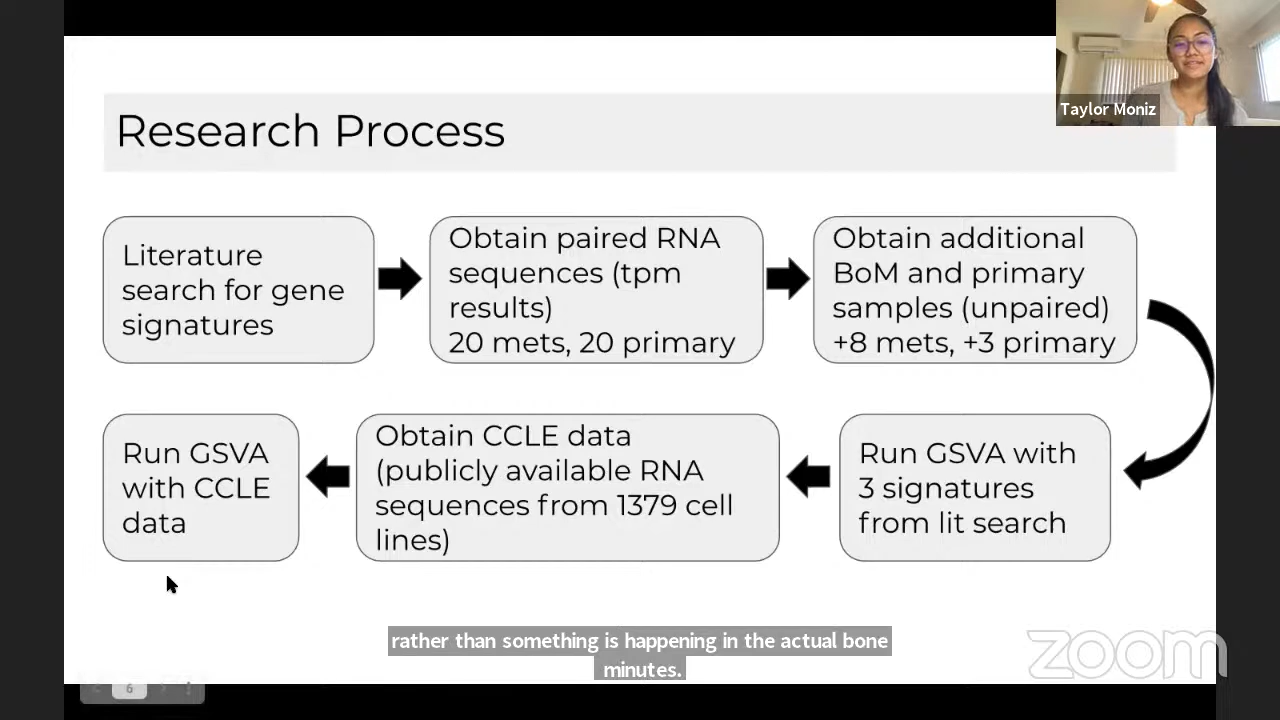 Taylor Moniz
Research Process
Literature
search for gene
signatures
Obtain paired RNA
sequences (tpm
results)
20 mets, 20 primary
Obtain additional
BoM and primary
samples (unpaired)
+8 mets, +3 primary
Run GSVA with
3 signatures
from lit search
Obtain CCLE data
(publicly available RNA
sequences from 1379 cell
lines)
Run GSVA
with CCLE
data
rather than something is happening in the actual bone
minutes.
zoom
6